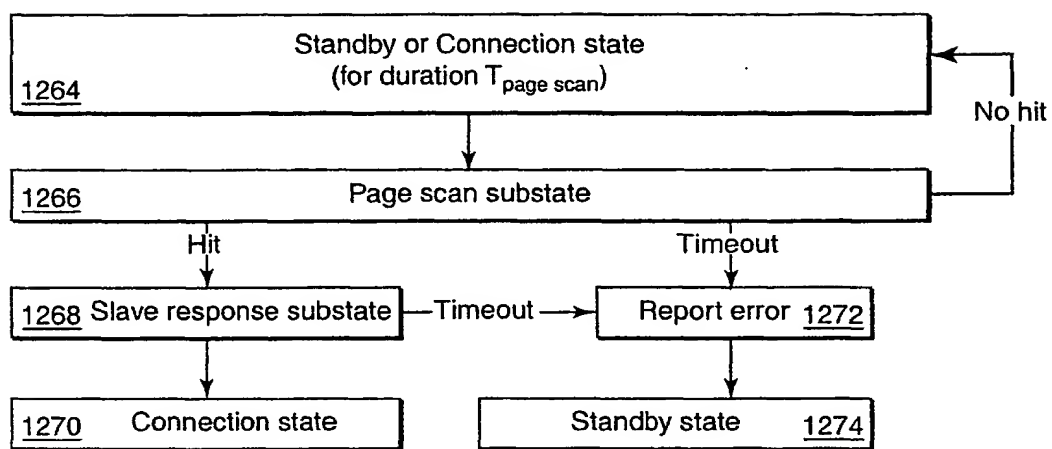 Standby or Connection state
(for duration Tpage scan)
1264
No hit
1266 Page scan substate
Hit
Timeout
1268 Slave response substate
Timeout
Report error 1272
1270 Connection state
Standby state 1274